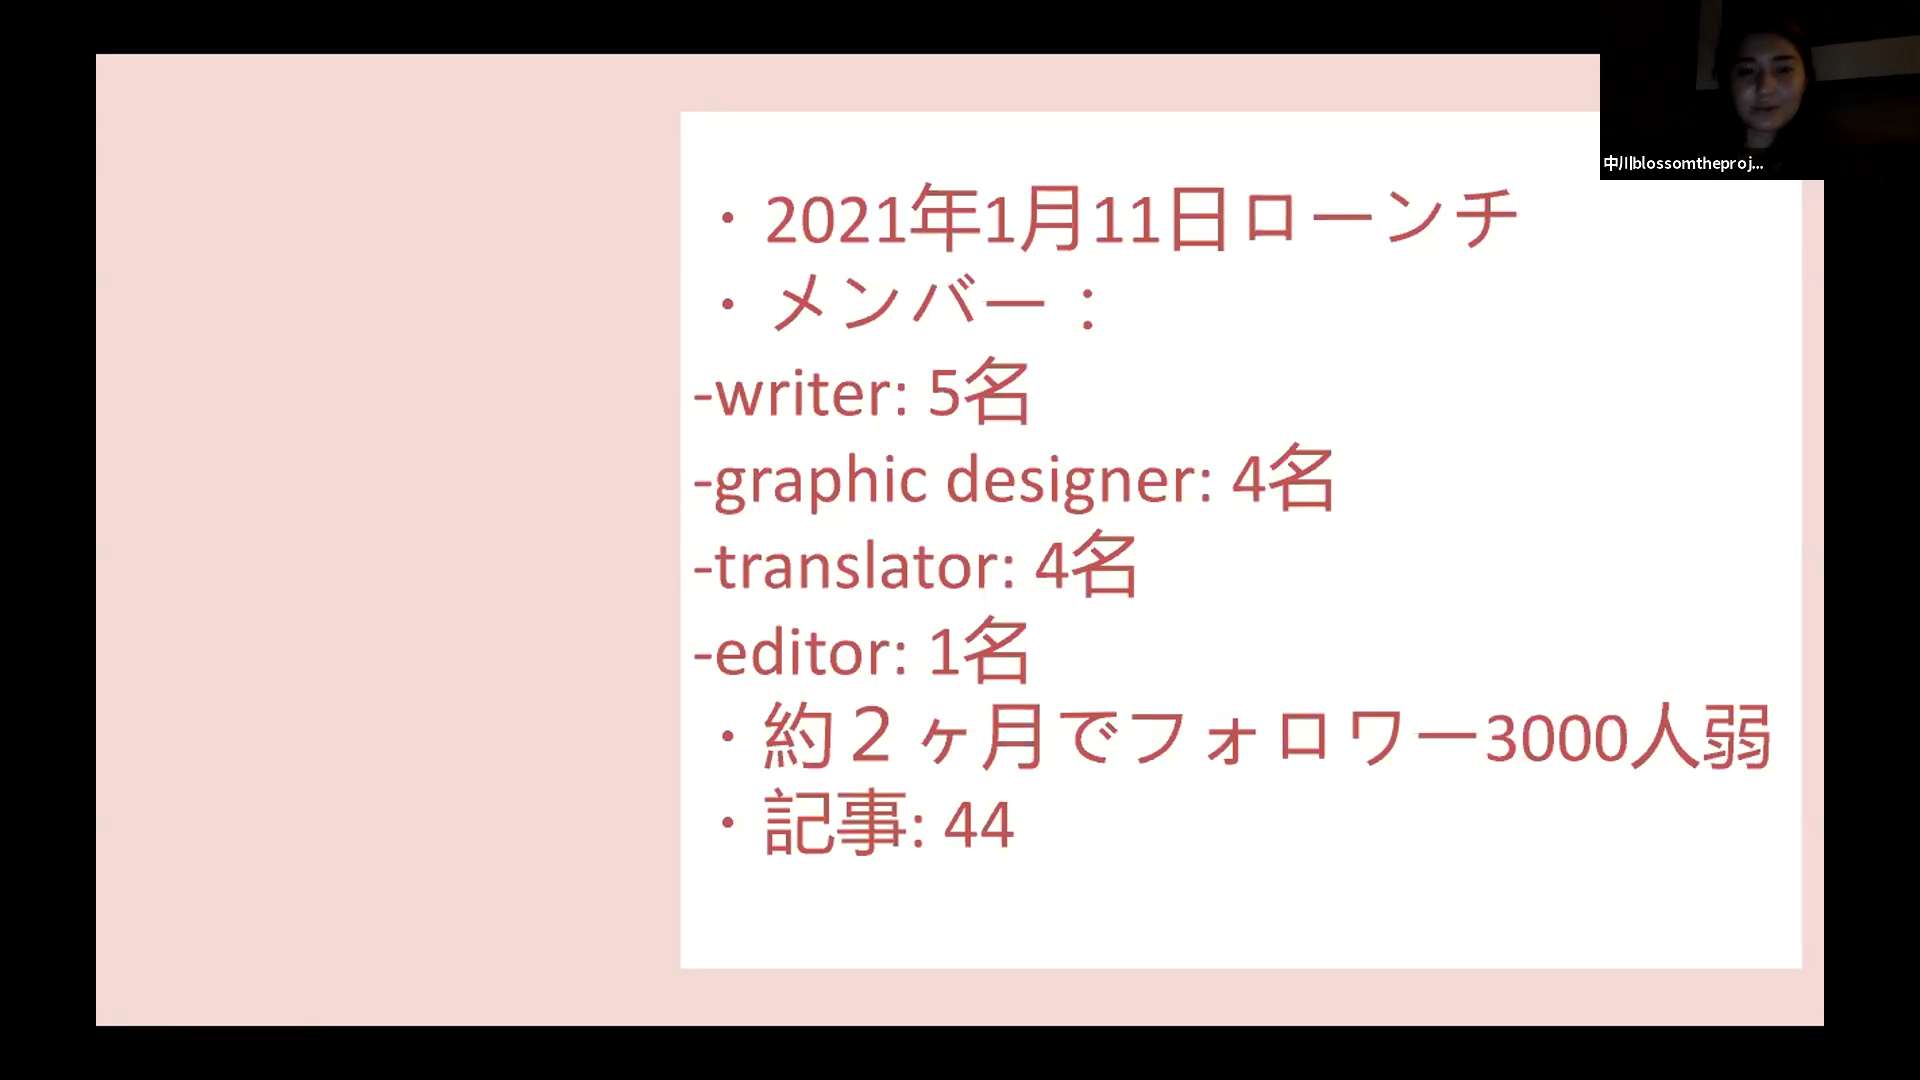 中川blossomtheproj...
・2021年1月11日ローンチ
・メンバー：
-writer: 5名
-graphic designer: 4名
-translator: 4名
-editor: 1名
・約２ヶ月でフォロワー3000人弱
・記事: 44